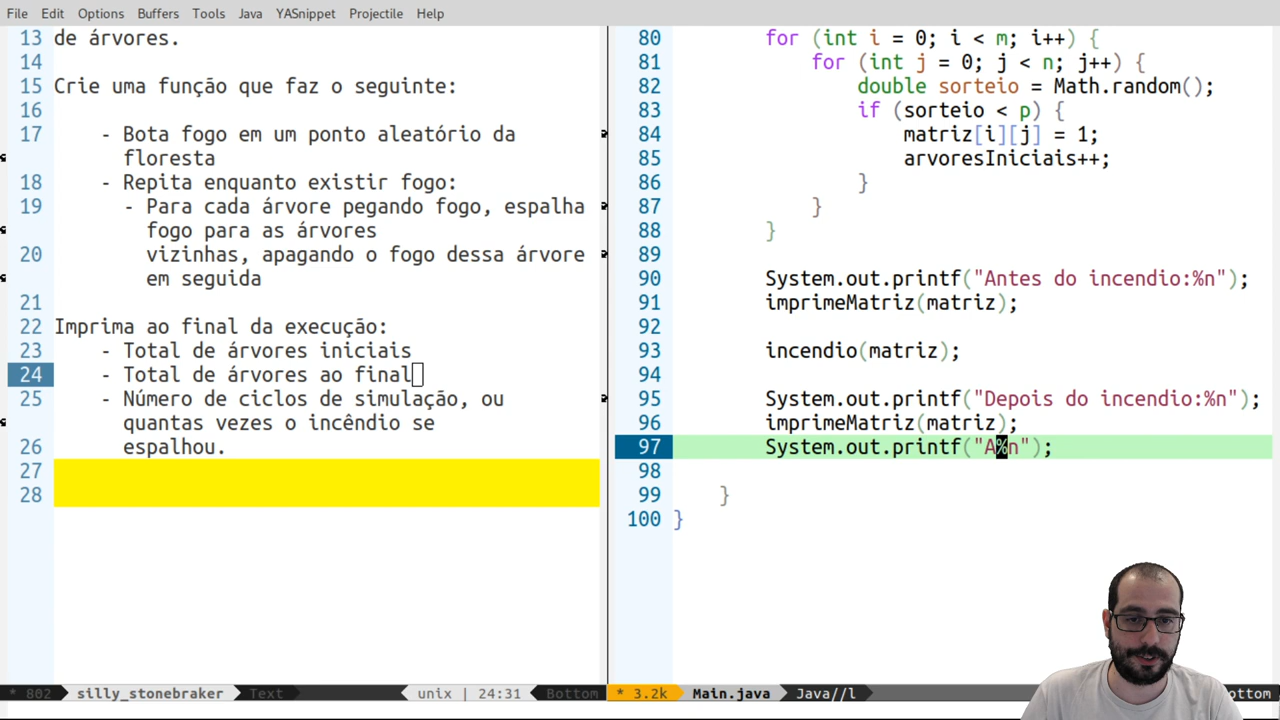 File Edit Options Buffers Tools Java YASnippet Projectile Help
13 de árvores.
14
15 Crie uma função que faz o seguinte:
16
17 - Bota fogo em um ponto aleatório da
floresta
18 - Repita enquanto existir fogo:
19 - Para cada árvore pegando fogo, espalha
fogo para as árvores
20 vizinhas, apagando o fogo dessa árvore
em seguida
21
22 Imprima ao final da execução:
23 - Total de árvores iniciais
24 - Total de árvores ao final
25 - Número de ciclos de simulação, ou
quantas vezes o incêndio se
26 espalhou.
27
28
* 802 silly_stonebraker Text unix | 24:31 Bottom
80 for (int i = 0; i < m; i++) {
81 for (int j = 0; j < n; j++) {
82 double sorteio = Math.random();
83 if (sorteio < p) {
84 matriz[i][j] = 1;
85 arvoresIniciais++;
86 }
87 }
88 }
89
90 System.out.printf("Antes do incendio:%n");
91 imprimeMatriz(matriz);
92
93 incendio(matriz);
94
95 System.out.printf("Depois do incendio:%n");
96 imprimeMatriz(matriz);
97 System.out.printf("A%n");
98
99 }
100 }
* 3.2k Main.java Java//l ottom